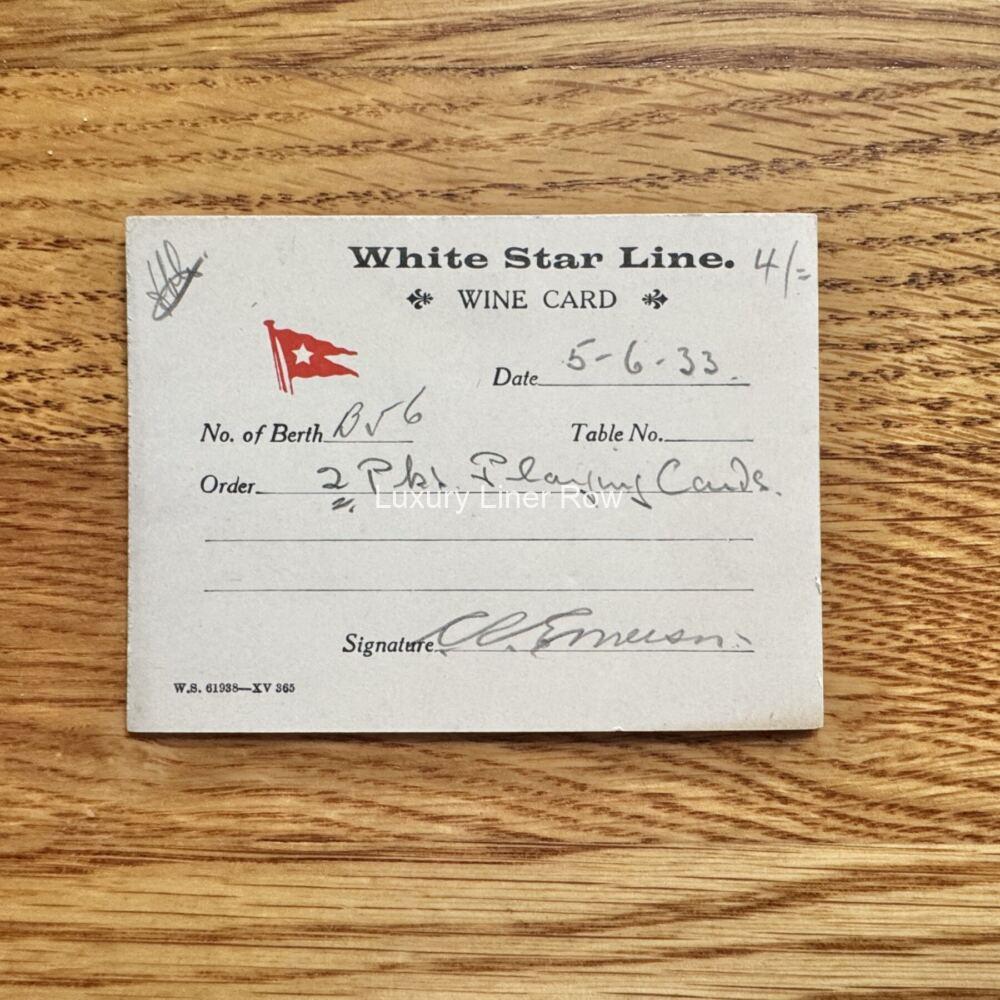 White Star Line. 4/=
WINE CARD
Date 5-6-33.
No. of Berth B56 Table No.
Order 2 Pkt. Playing Cards.
Luxury Liner Row
Signature Emerson
W.S. 61938—XV 365